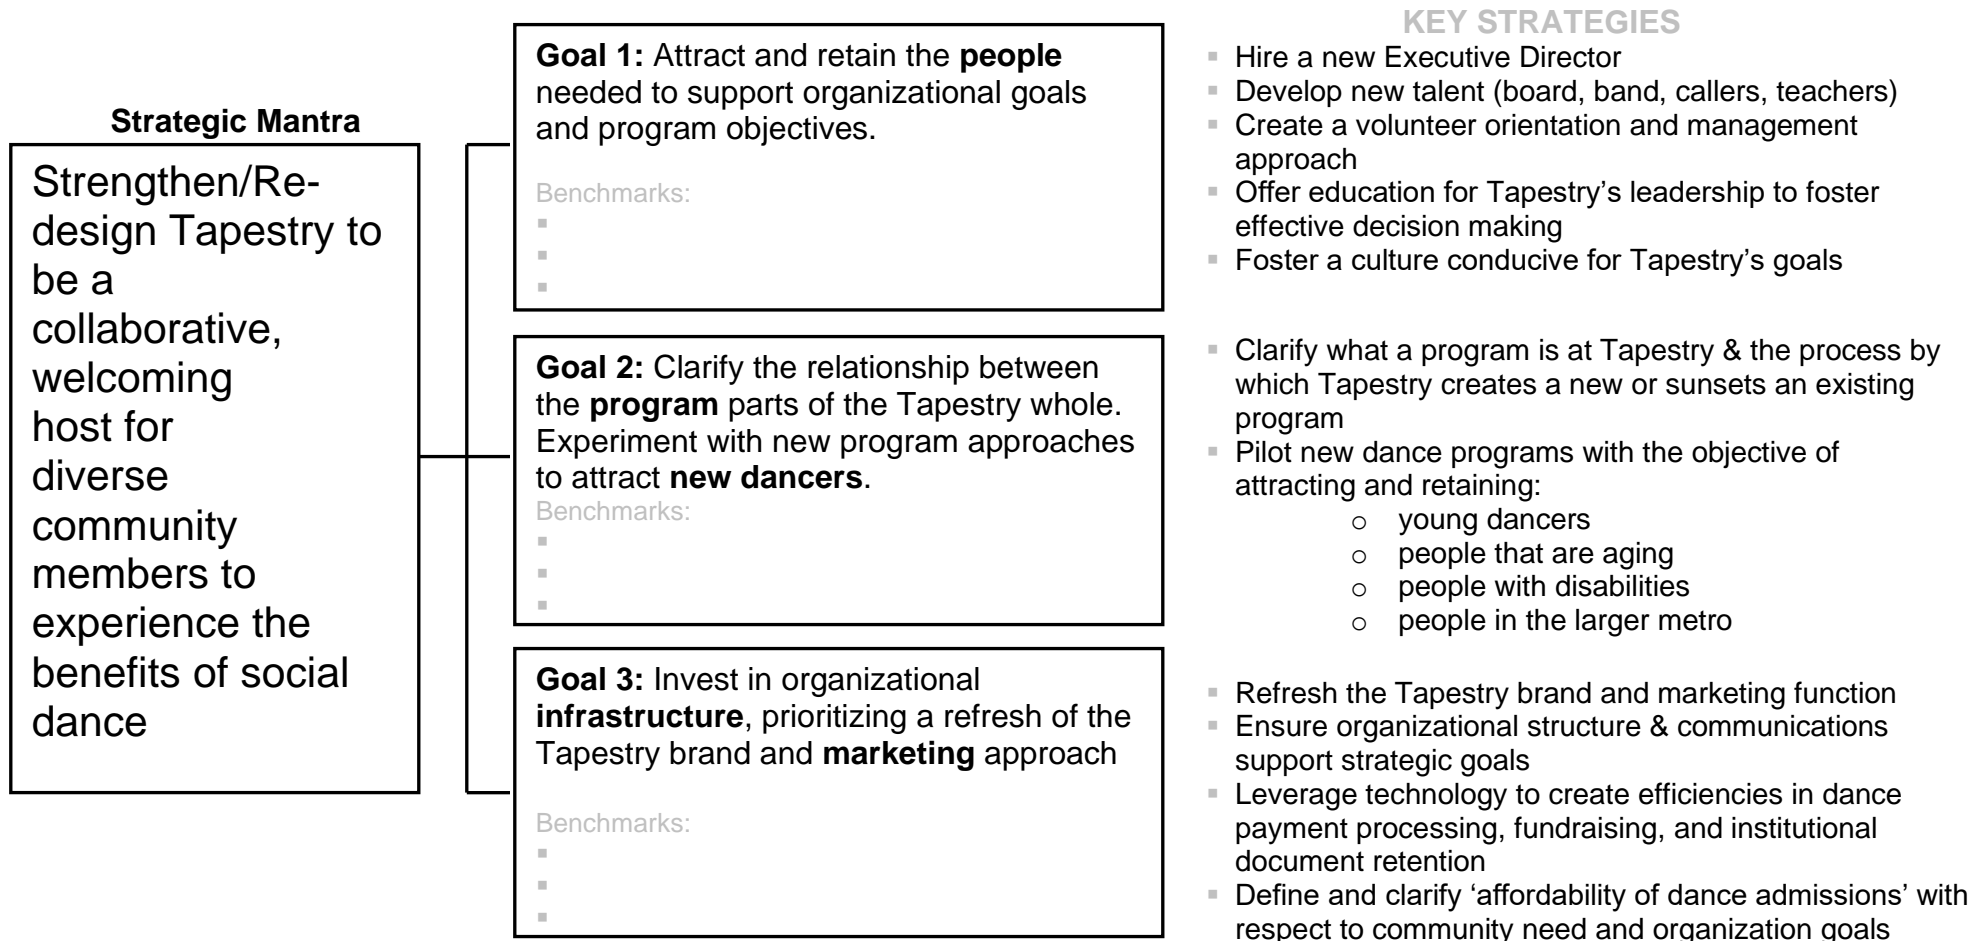 Strategic Mantra
Strengthen/Re-
design Tapestry to
be a
collaborative,
welcoming
host for
diverse
community
members to
experience the
benefits of social
dance
Goal 1: Attract and retain the people
needed to support organizational goals
and program objectives.
Benchmarks:
▪
▪
▪
Goal 2: Clarify the relationship between
the program parts of the Tapestry whole.
Experiment with new program approaches
to attract new dancers.
Benchmarks:
▪
▪
▪
Goal 3: Invest in organizational
infrastructure, prioritizing a refresh of the
Tapestry brand and marketing approach
Benchmarks:
▪
▪
▪
KEY STRATEGIES
▪ Hire a new Executive Director
▪ Develop new talent (board, band, callers, teachers)
▪ Create a volunteer orientation and management
approach
▪ Offer education for Tapestry’s leadership to foster
effective decision making
▪ Foster a culture conducive for Tapestry’s goals
▪ Clarify what a program is at Tapestry & the process by
which Tapestry creates a new or sunsets an existing
program
▪ Pilot new dance programs with the objective of
attracting and retaining:
o young dancers
o people that are aging
o people with disabilities
o people in the larger metro
▪ Refresh the Tapestry brand and marketing function
▪ Ensure organizational structure & communications
support strategic goals
▪ Leverage technology to create efficiencies in dance
payment processing, fundraising, and institutional
document retention
▪ Define and clarify ‘affordability of dance admissions’ with
respect to community need and organization goals